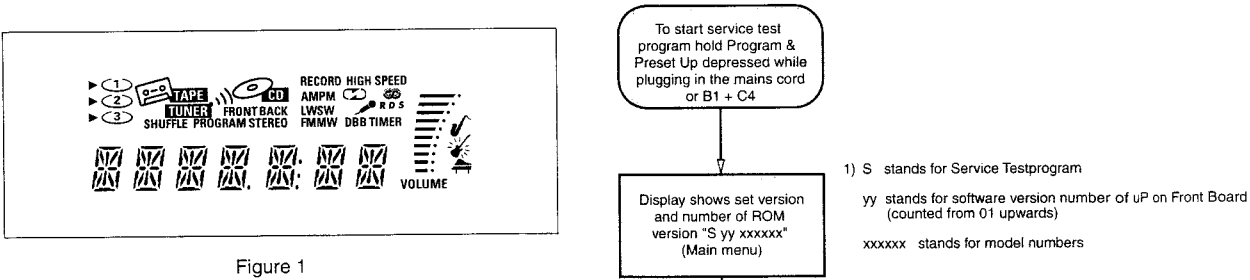 RECORD HIGH SPEED
1
TAPE
CD
AMPM
2
TUNER
FRONT BACK
LWSW
RDS
3
SHUFFLE PROGRAM STEREO
FMMW DBB TIMER
VOLUME
Figure 1
To start service test
program hold Program &
Preset Up depressed while
plugging in the mains cord
or B1 + C4
Display shows set version
and number of ROM
version "S yy xxxxxx"
(Main menu)
1) S stands for Service Testprogram
yy stands for software version number of uP on Front Board
(counted from 01 upwards)
xxxxxx stands for model numbers